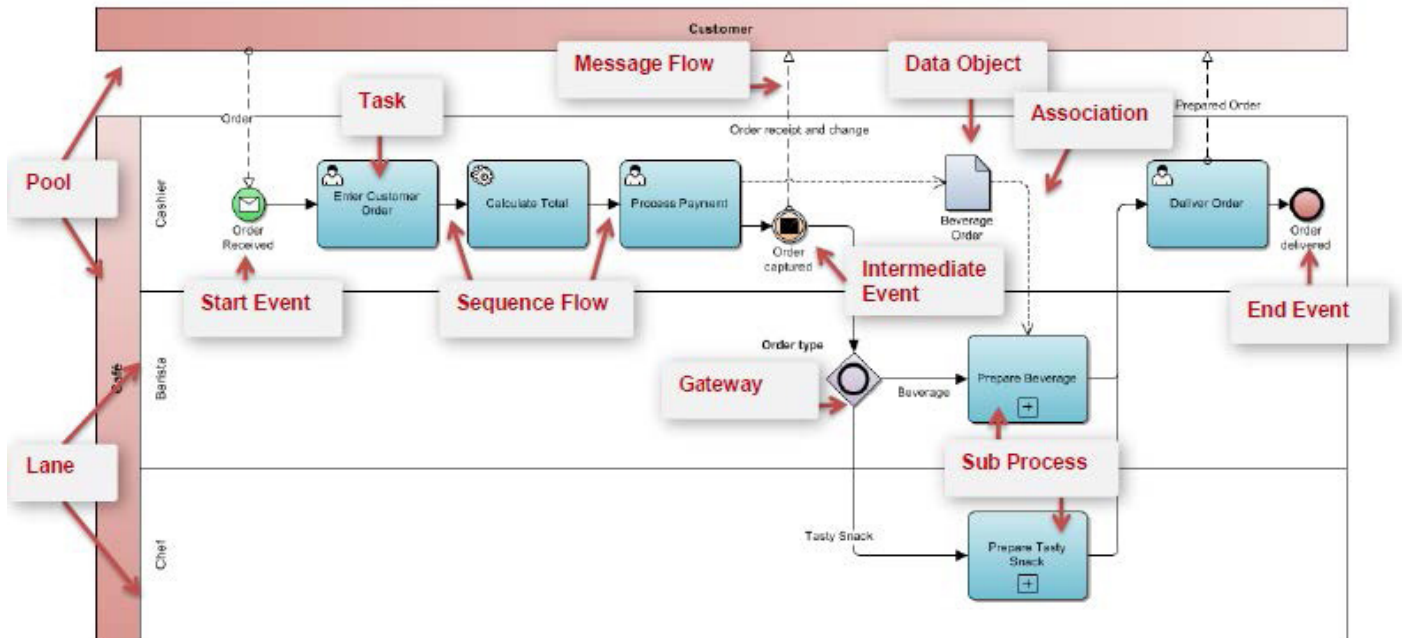 Customer
Message Flow
Data Object
Task
Association
Prepared Order
Order
Order receipt and change
Pool
Cashier
Enter Customer
Order
Calculate Total
Process Payment
Deliver Order
Order
Received
Order
captured
Beverage
Order
Order
delivered
Start Event
Sequence Flow
Intermediate
Event
End Event
Café
Barista
Order type
Gateway
Beverage
Prepare Beverage
Lane
Sub Process
Chef
Tasty Snack
Prepare Tasty
Snack